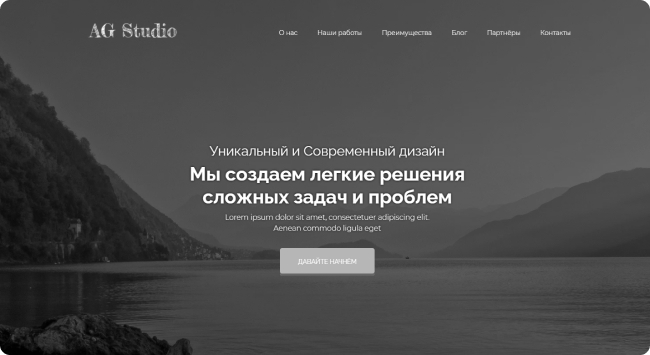 AG Studio
О нас Наши работы Преимущества Блог Партнёры Контакты
Уникальный и Современный дизайн
Мы создаем легкие решения
сложных задач и проблем
Lorem ipsum dolor sit amet, consectetuer adipiscing elit.
Aenean commodo ligula eget
ДАВАЙТЕ НАЧНЕМ